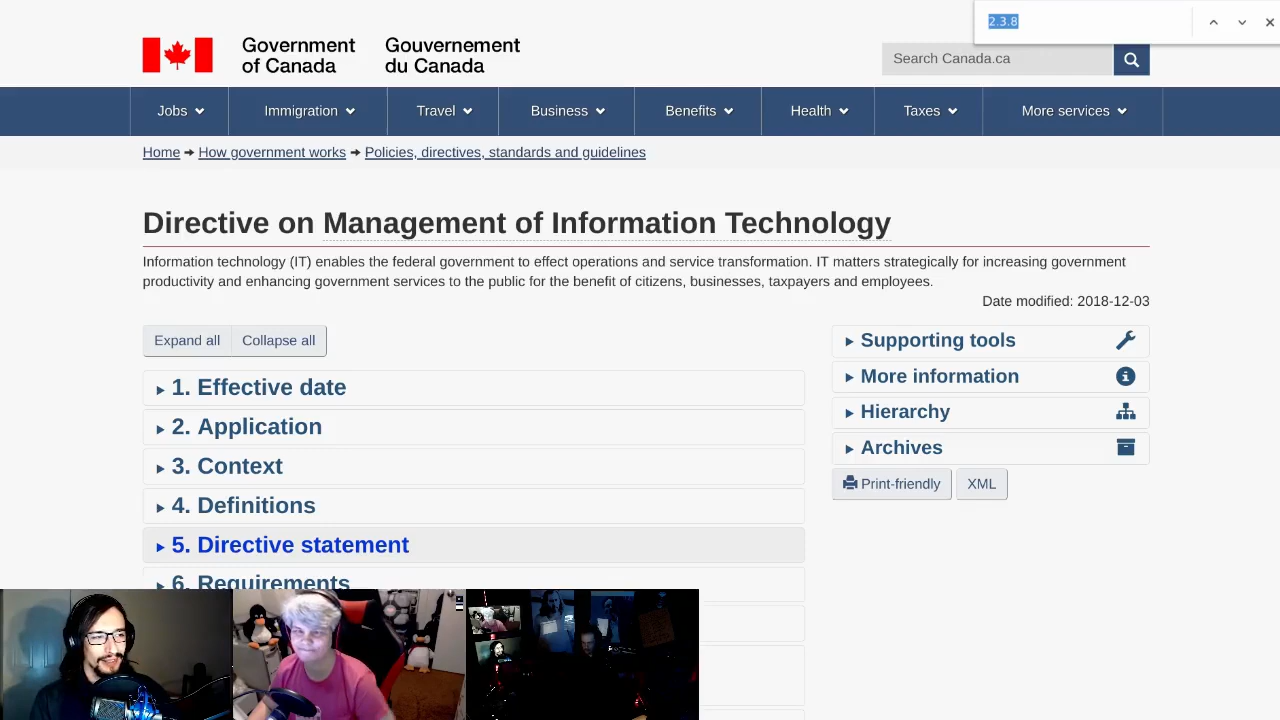 2.3.8
Government
of Canada
Gouvernement
du Canada
Search Canada.ca
Jobs
Immigration
Travel
Business
Benefits
Health
Taxes
More services
Home
How government works
Policies, directives, standards and guidelines
Directive on Management of Information Technology
Information technology (IT) enables the federal government to effect operations and service transformation. IT matters strategically for increasing government
productivity and enhancing government services to the public for the benefit of citizens, businesses, taxpayers and employees.
Date modified: 2018-12-03
Expand all
Collapse all
1. Effective date
2. Application
3. Context
4. Definitions
5. Directive statement
6. Requirements
Supporting tools
More information
Hierarchy
Archives
Print-friendly
XML